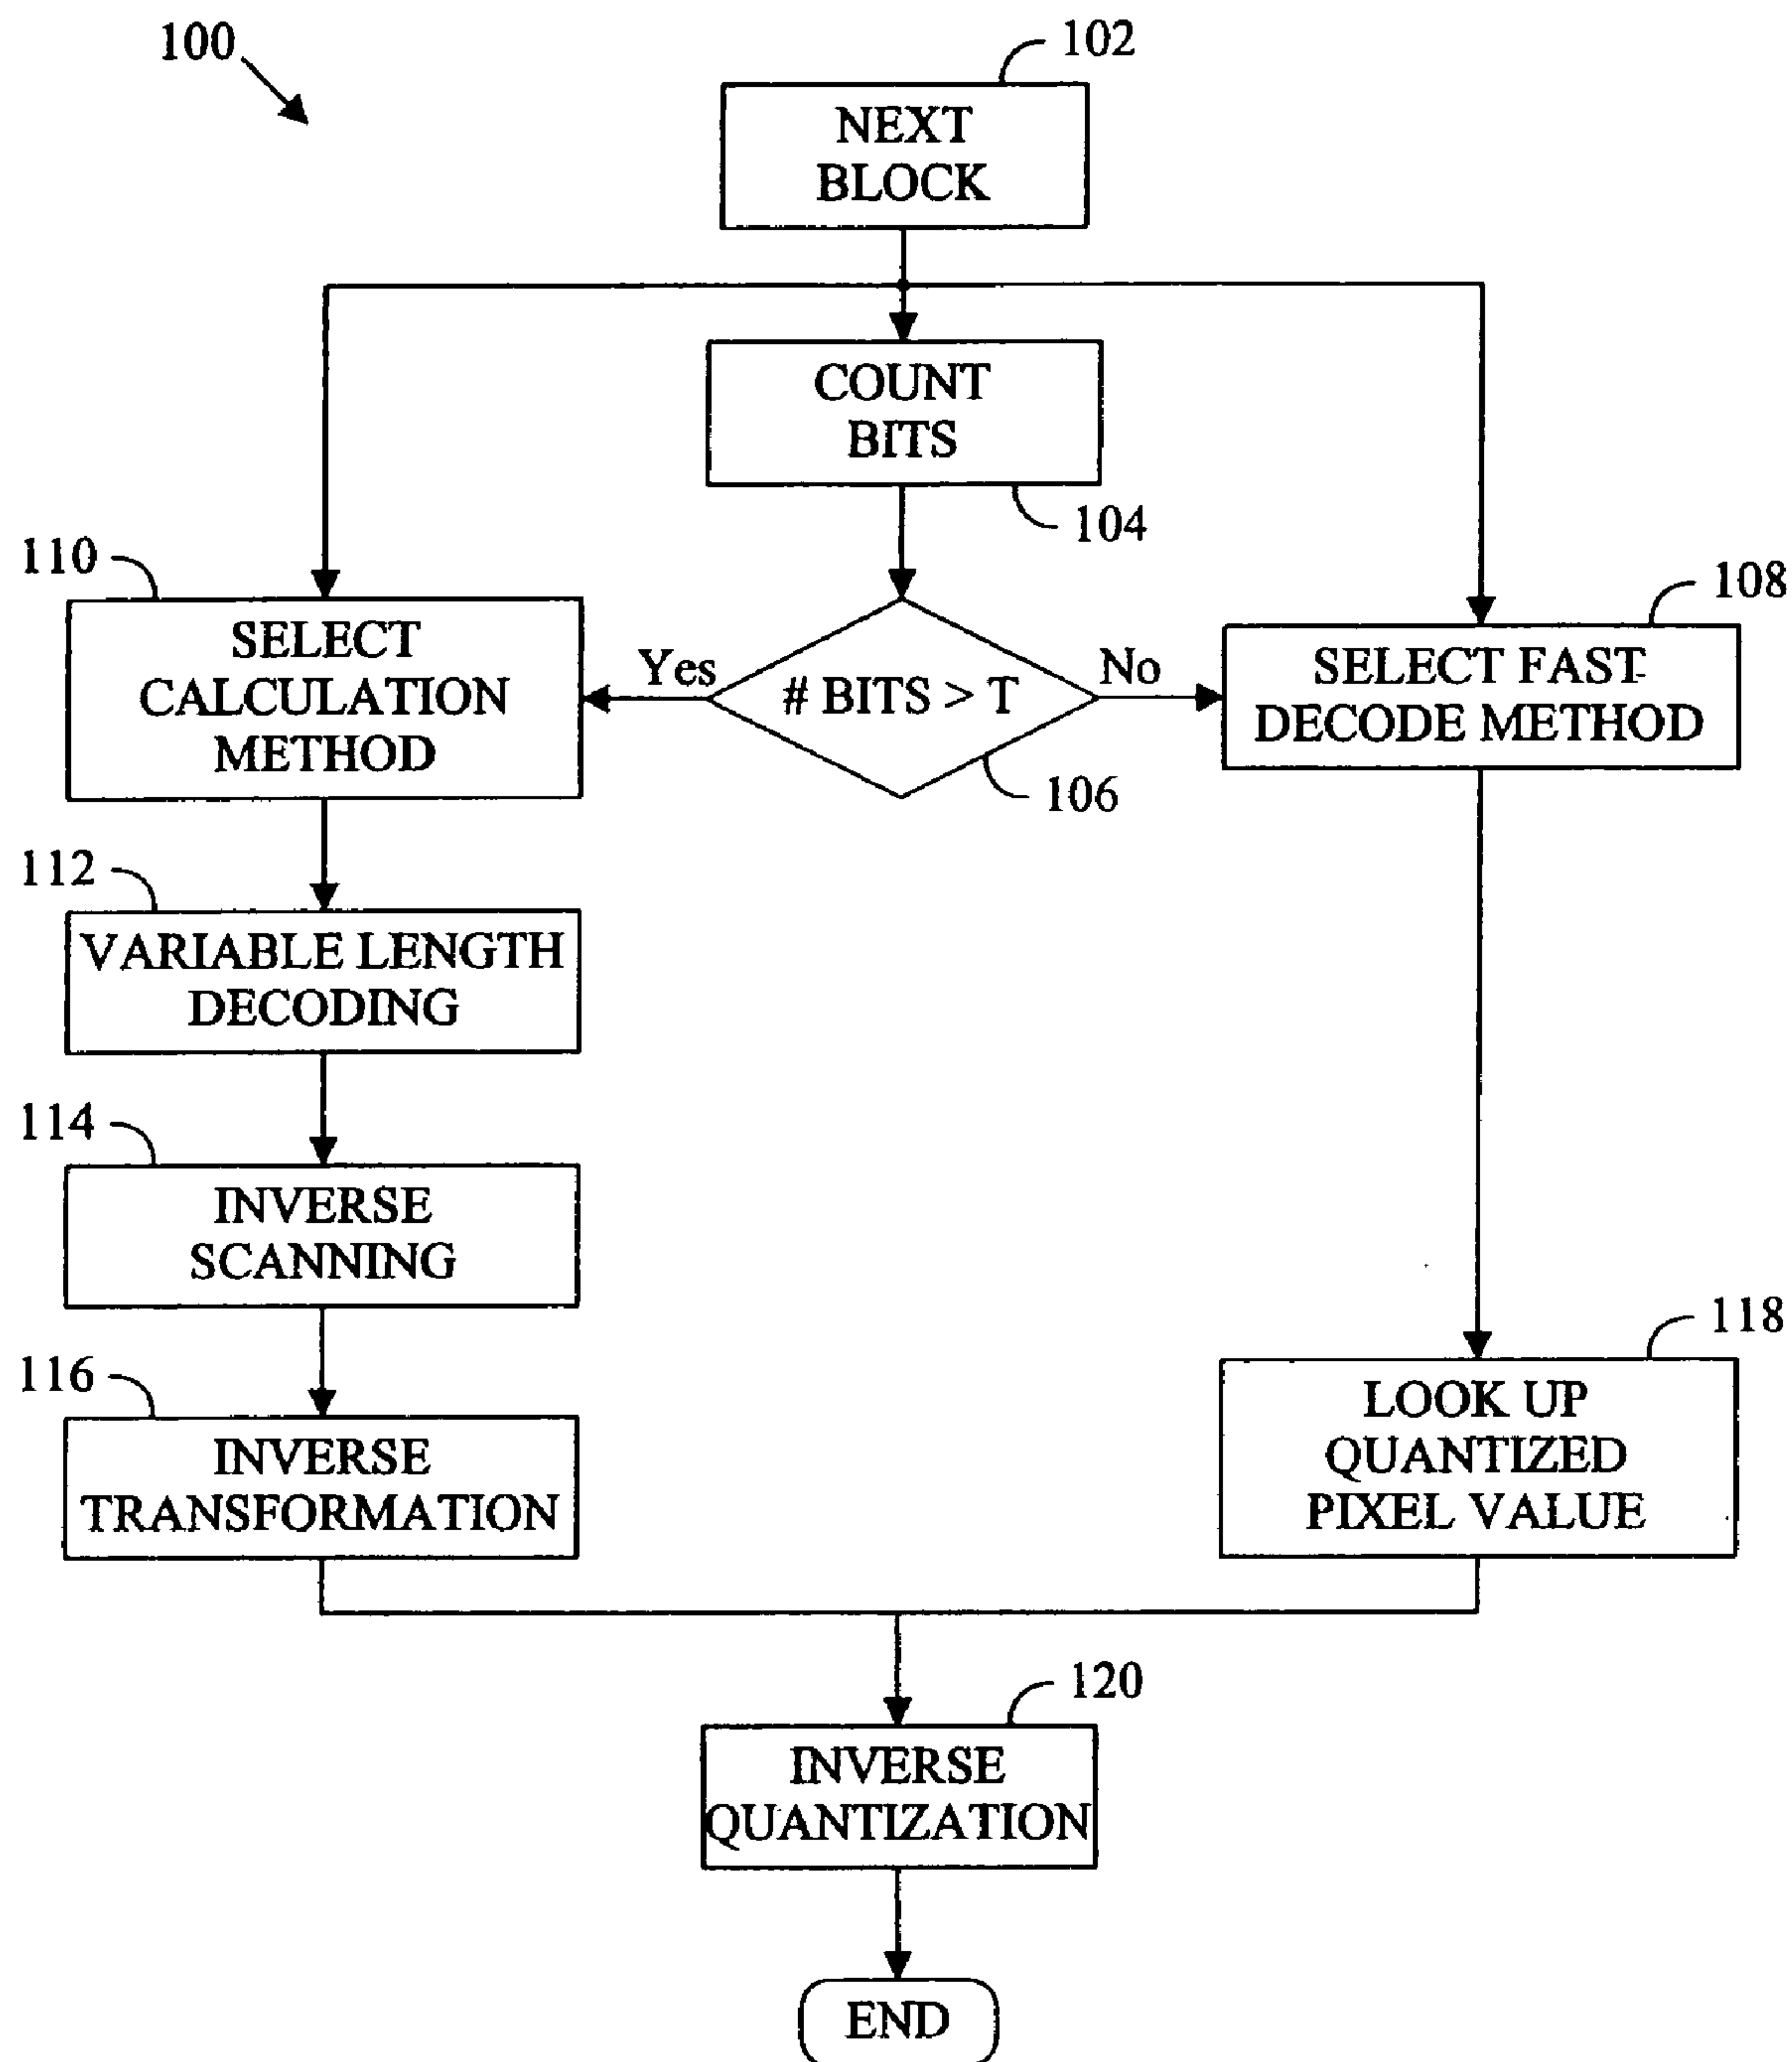 100
102
NEXT
BLOCK
COUNT
BITS
104
110
SELECT
CALCULATION
METHOD
Yes
# BITS > T
No
106
108
SELECT FAST
DECODE METHOD
112
VARIABLE LENGTH
DECODING
114
INVERSE
SCANNING
116
INVERSE
TRANSFORMATION
118
LOOK UP
QUANTIZED
PIXEL VALUE
120
INVERSE
QUANTIZATION
END